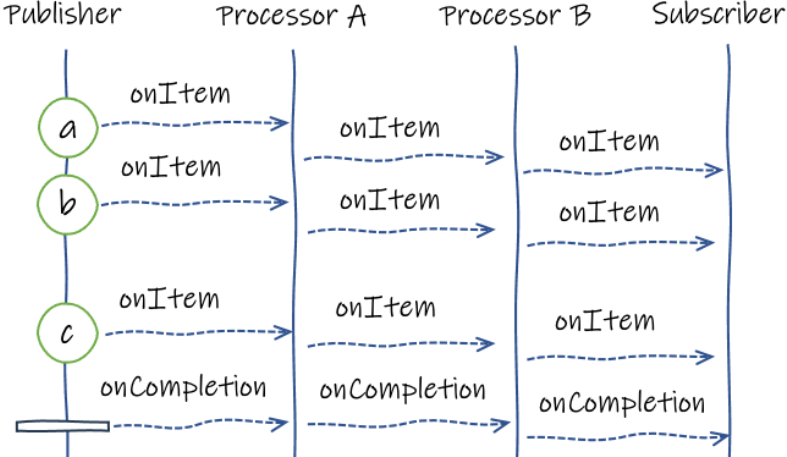 Publisher Processor A Processor B Subscriber
onItem
a
onItem
onItem
onItem
b
onItem
onItem
onItem
c
onItem
onItem
onCompletion
onCompletion
onCompletion